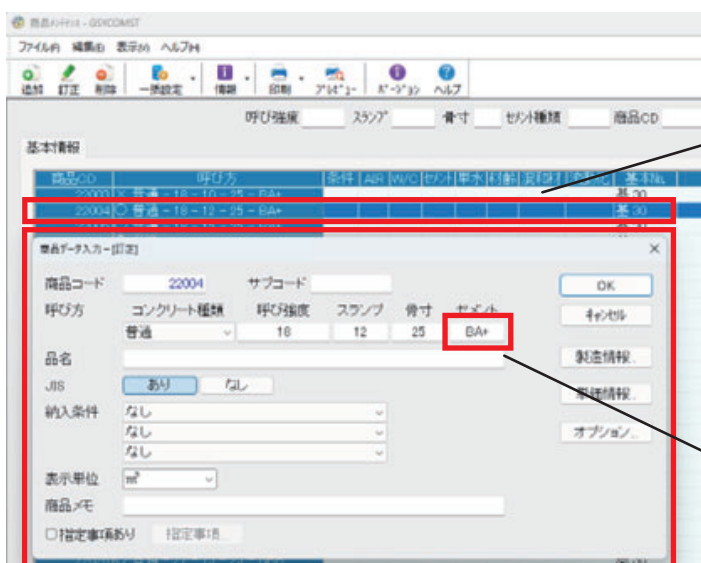 商品メンテナンス - GSICOMST
ファイル(F) 編集(E) 表示(V) ヘルプ(H)
追加 訂正 削除 一括設定 情報 印刷 プレビュー バージョン ヘルプ
呼び強度 スランプ 骨寸 セメント種類 商品CD
基本情報
商品CD 呼び方 条件 AIR W/C セメント 単水 材齢 混和材 基本No.
22003 × 普通 - 18 - 10 - 25 - BA+ 基 30
22004 〇 普通 - 18 - 12 - 25 - BA+ 基 30
商品データ入力-[訂正]
商品コード 22004 サブコード OK
呼び方 コンクリート種類 呼び強度 スランプ 骨寸 セメント キャンセル
普通 18 12 25 BA+
品名 製造情報...
JIS あり なし 単価情報...
納入条件 なし
なし オプション...
なし
表示単位 ㎥
商品メモ
□指定事項あり 指定事項...